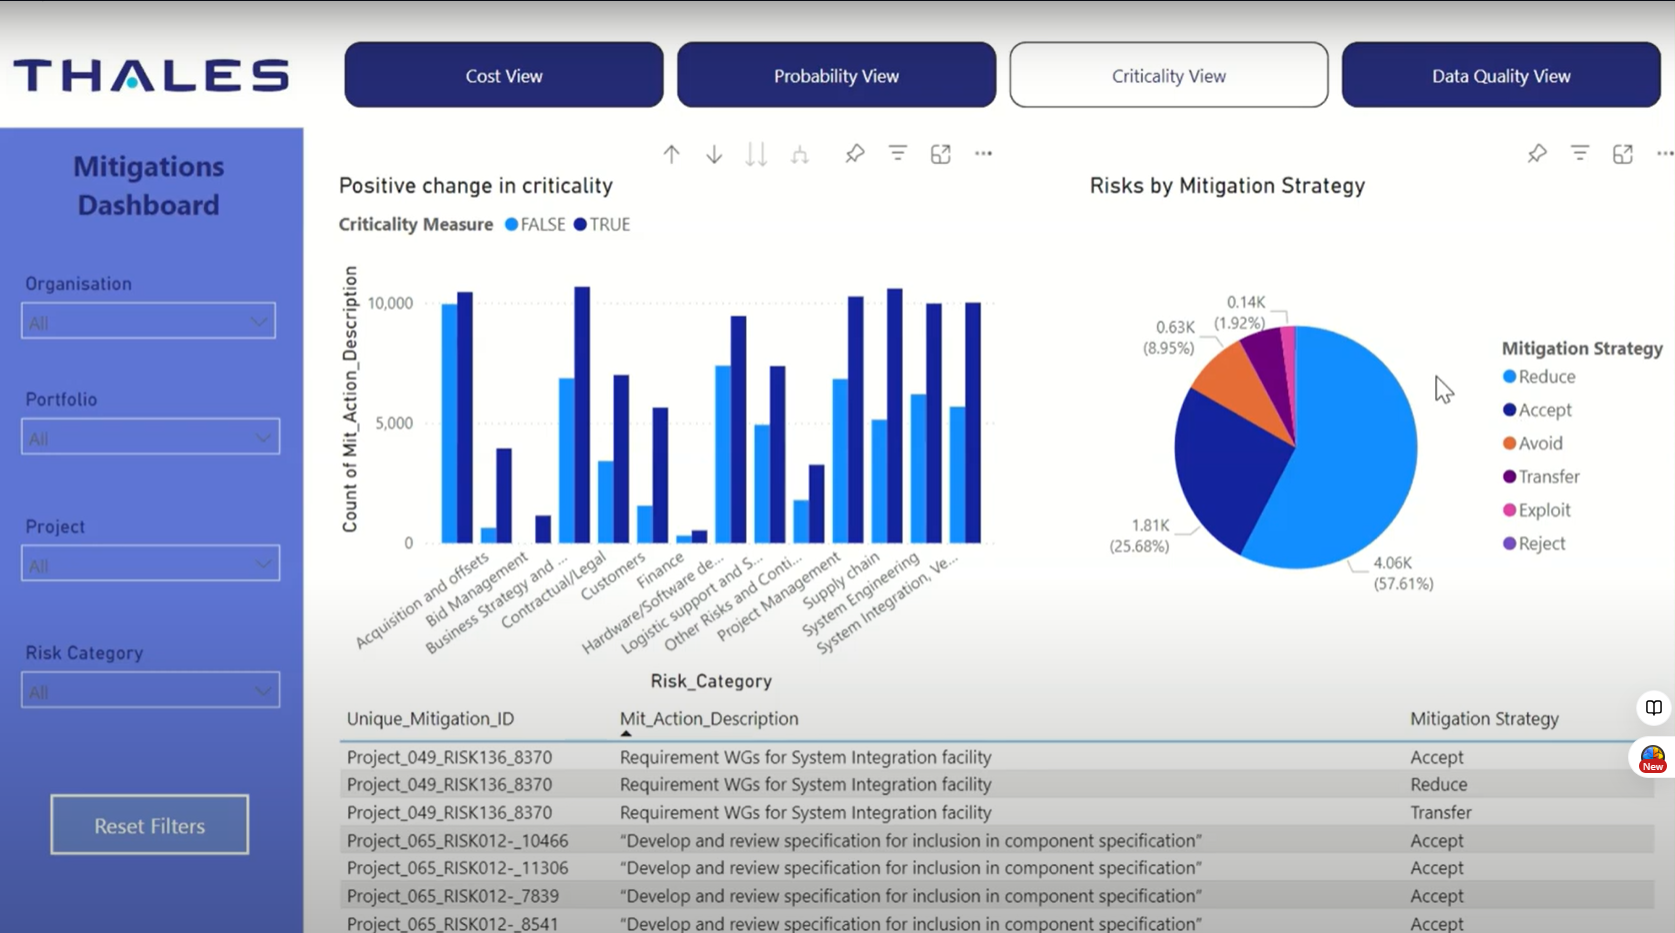 THALES
Cost View
Probability View
Criticality View
Data Quality View
Mitigations
Dashboard
Organisation
All
Portfolio
All
Project
All
Risk Category
All
Reset Filters
Positive change in criticality
Criticality Measure FALSE TRUE
Count of Mit_Action_Description
10,000
5,000
0
Acquisition and offsets
Bid Management
Business Strategy and ...
Contractual/Legal
Customers
Finance
Hardware/Software de...
Logistic support and S...
Other Risks and Conti...
Project Management
Supply chain
System Engineering
System Integration, Ve...
Risk_Category
Risks by Mitigation Strategy
0.14K
(1.92%)
0.63K
(8.95%)
1.81K
(25.68%)
4.06K
(57.61%)
Mitigation Strategy
Reduce
Accept
Avoid
Transfer
Exploit
Reject
Unique_Mitigation_ID Mit_Action_Description Mitigation Strategy
Project_049_RISK136_8370 Requirement WGs for System Integration facility Accept
Project_049_RISK136_8370 Requirement WGs for System Integration facility Reduce
Project_049_RISK136_8370 Requirement WGs for System Integration facility Transfer
Project_065_RISK012-_10466 “Develop and review specification for inclusion in component specification” Accept
Project_065_RISK012-_11306 “Develop and review specification for inclusion in component specification” Accept
Project_065_RISK012-_7839 “Develop and review specification for inclusion in component specification” Accept
Project_065_RISK012-_8541 “Develop and review specification for inclusion in component specification” Accept
New